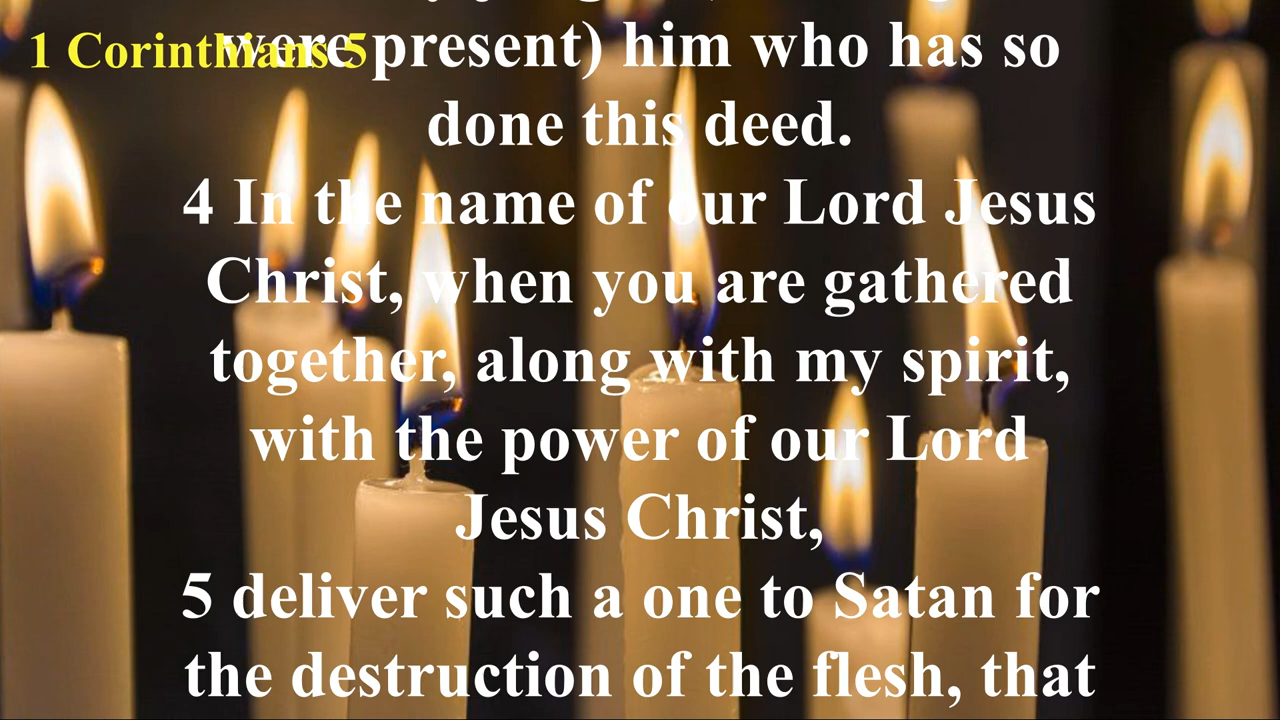 1 Corinthians 5
were present) him who has so
done this deed.
4 In the name of our Lord Jesus
Christ, when you are gathered
together, along with my spirit,
with the power of our Lord
Jesus Christ,
5 deliver such a one to Satan for
the destruction of the flesh, that